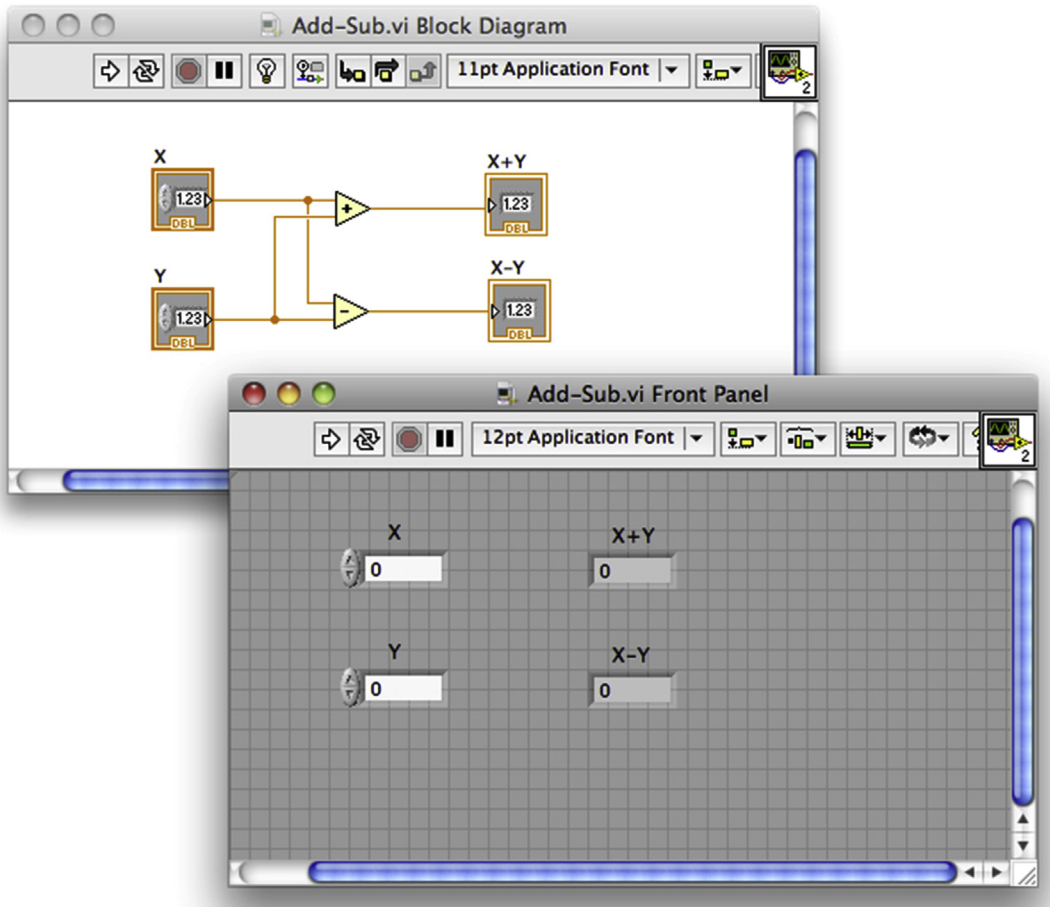 Add-Sub.vi Block Diagram
11pt Application Font
2
X
1.23
DBL
X+Y
1.23
DBL
+
Y
1.23
DBL
X-Y
1.23
DBL
-
Add-Sub.vi Front Panel
12pt Application Font
2
X
0
X+Y
0
Y
0
X-Y
0